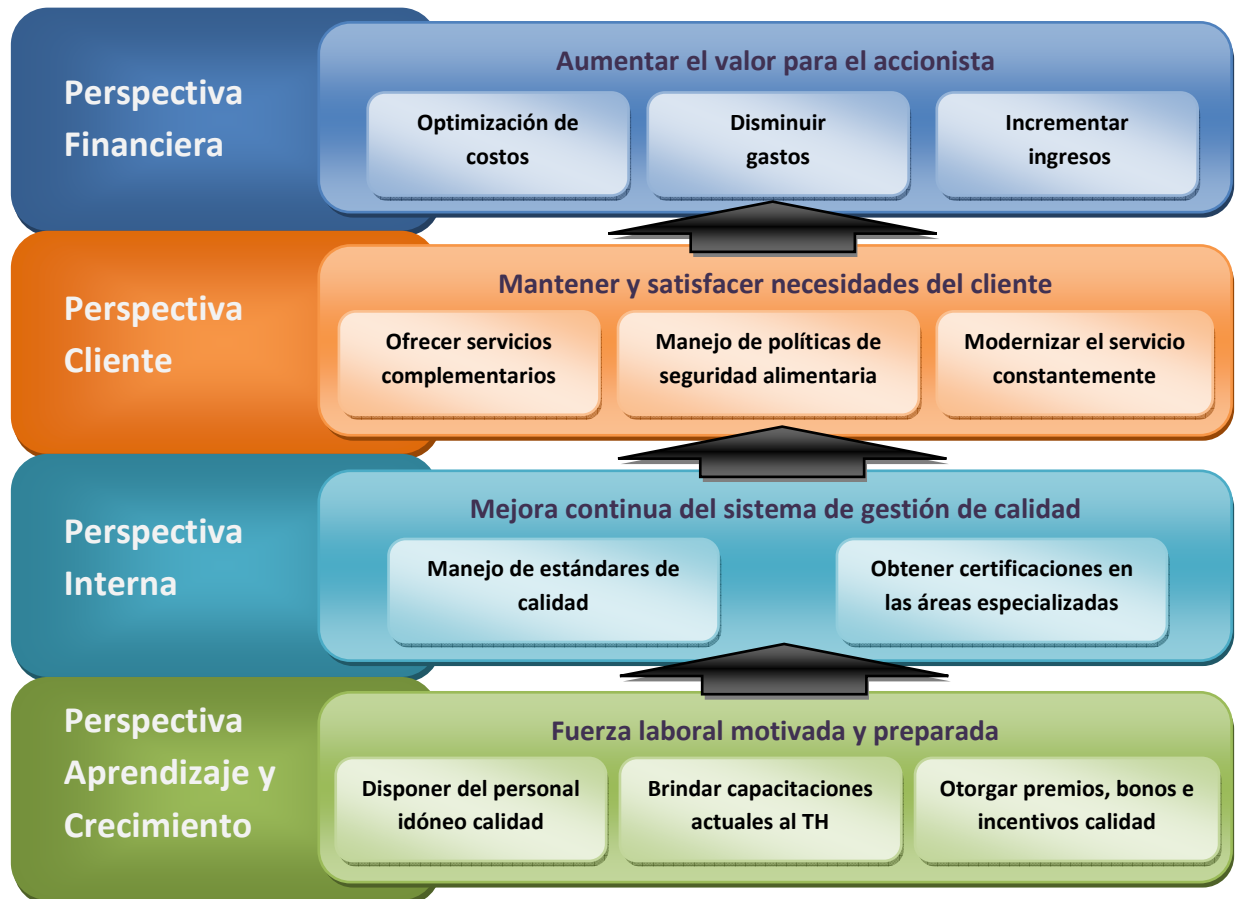 Perspectiva
Financiera
Aumentar el valor para el accionista
Optimización de
costos
Disminuir
gastos
Incrementar
ingresos
Perspectiva
Cliente
Mantener y satisfacer necesidades del cliente
Ofrecer servicios
complementarios
Manejo de políticas de
seguridad alimentaria
Modernizar el servicio
constantemente
Perspectiva
Interna
Mejora continua del sistema de gestión de calidad
Manejo de estándares de
calidad
Obtener certificaciones en
las áreas especializadas
Perspectiva
Aprendizaje y
Crecimiento
Fuerza laboral motivada y preparada
Disponer del personal
idóneo calidad
Brindar capacitaciones
actuales al TH
Otorgar premios, bonos e
incentivos calidad